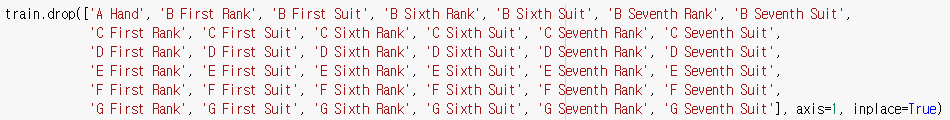 train.drop(['A Hand', 'B First Rank', 'B First Suit', 'B Sixth Rank', 'B Sixth Suit', 'B Seventh Rank', 'B Seventh Suit',
'C First Rank', 'C First Suit', 'C Sixth Rank', 'C Sixth Suit', 'C Seventh Rank', 'C Seventh Suit',
'D First Rank', 'D First Suit', 'D Sixth Rank', 'D Sixth Suit', 'D Seventh Rank', 'D Seventh Suit',
'E First Rank', 'E First Suit', 'E Sixth Rank', 'E Sixth Suit', 'E Seventh Rank', 'E Seventh Suit',
'F First Rank', 'F First Suit', 'F Sixth Rank', 'F Sixth Suit', 'F Seventh Rank', 'F Seventh Suit',
'G First Rank', 'G First Suit', 'G Sixth Rank', 'G Sixth Suit', 'G Seventh Rank', 'G Seventh Suit'], axis=1, inplace=True)